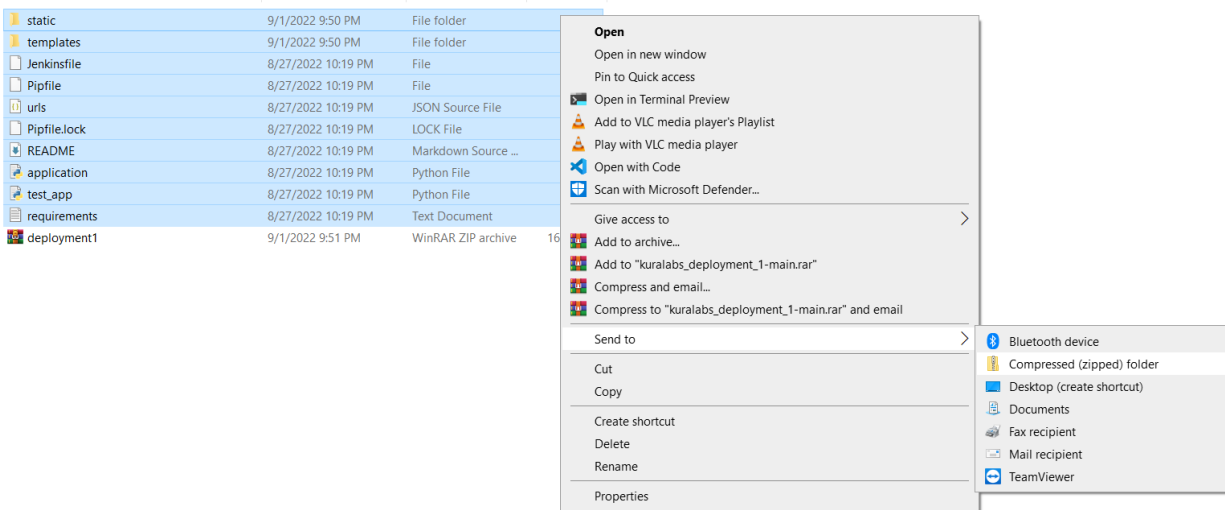 static 9/1/2022 9:50 PM File folder
templates 9/1/2022 9:50 PM File folder
Jenkinsfile 8/27/2022 10:19 PM File
Pipfile 8/27/2022 10:19 PM File
urls 8/27/2022 10:19 PM JSON Source File
Pipfile.lock 8/27/2022 10:19 PM LOCK File
README 8/27/2022 10:19 PM Markdown Source ...
application 8/27/2022 10:19 PM Python File
test_app 8/27/2022 10:19 PM Python File
requirements 8/27/2022 10:19 PM Text Document
deployment1 9/1/2022 9:51 PM WinRAR ZIP archive 16
Open
Open in new window
Pin to Quick access
Open in Terminal Preview
Add to VLC media player's Playlist
Play with VLC media player
Open with Code
Scan with Microsoft Defender...
Give access to
Add to archive...
Add to "kuralabs_deployment_1-main.rar"
Compress and email...
Compress to "kuralabs_deployment_1-main.rar" and email
Send to
Cut
Copy
Create shortcut
Delete
Rename
Properties
Bluetooth device
Compressed (zipped) folder
Desktop (create shortcut)
Documents
Fax recipient
Mail recipient
TeamViewer